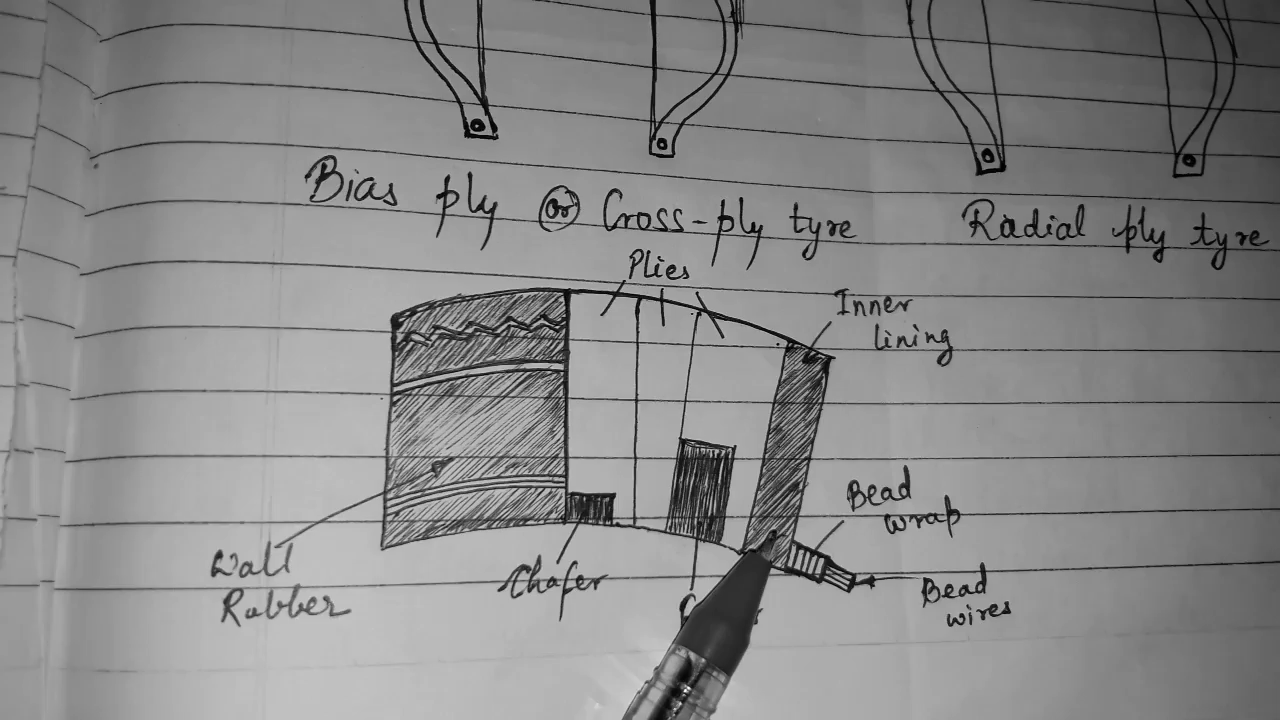 Bias ply or Cross-ply tyre
Radial ply tyre
Plies
Inner
lining
Bead
wrap
Wall
Rubber
Chafer
Bead
wires